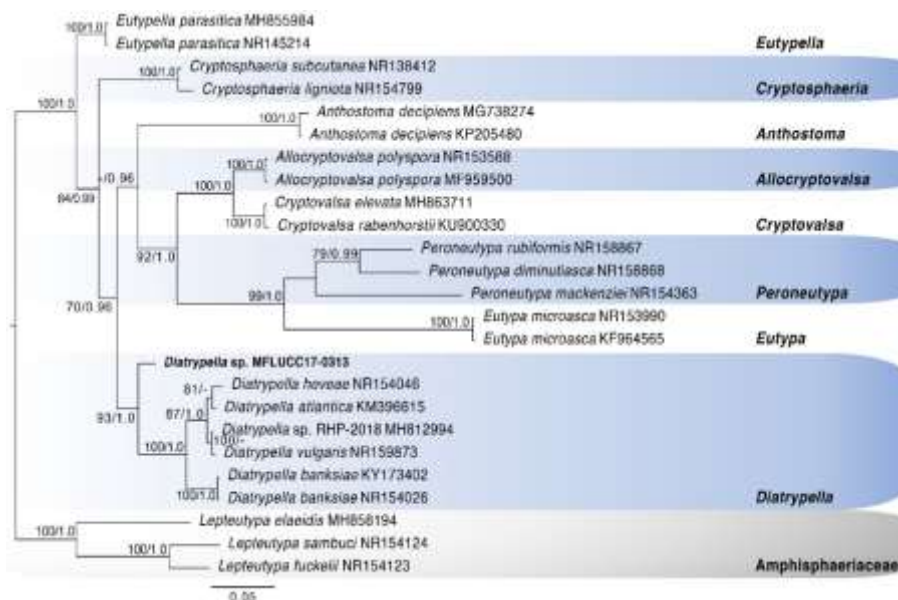 100/1.0
Eutypella parasitica MH855984
Eutypella parasitica NR145214
Eutypella
100/1.0
Cryptosphaeria subcutanea NR138412
100/1.0
Cryptosphaeria ligniota NR154799
Cryptosphaeria
Anthostoma decipiens MG738274
100/1.0
Anthostoma decipiens KP205480
Anthostoma
-/0.96
Allocryptovalsa polyspora NR153568
100/1.0
100/1.0
Allocryptovalsa polyspora MF959500
Allocryptovalsa
84/0.99
Cryptovalsa elevata MH863711
100/1.0
Cryptovalsa rabenhorstii KU900330
Cryptovalsa
92/1.0
79/0.99
Peroneutypa rubiformis NR158867
Peroneutypa diminutiasca NR158868
99/1.0
Peroneutypa mackenziei NR154363
Peroneutypa
70/0.96
Eutypa microasca NR153990
100/1.0
Eutypa microasca KF964565
Eutypa
Diatrypella sp. MFLUCC17-0313
81/-
Diatrypella heveae NR154046
Diatrypella atlantica KM396615
87/1.0
93/1.0
Diatrypella sp. RHP-2018 MH812994
100/-
100/1.0
Diatrypella vulgaris NR159873
Diatrypella banksiae KY173402
100/1.0
Diatrypella banksiae NR154026
Diatrypella
Lepteutypa elaeidis MH858194
100/1.0
Lepteutypa sambuci NR154124
100/1.0
Lepteutypa fuckelii NR154123
Amphisphaeriaceae
0.05